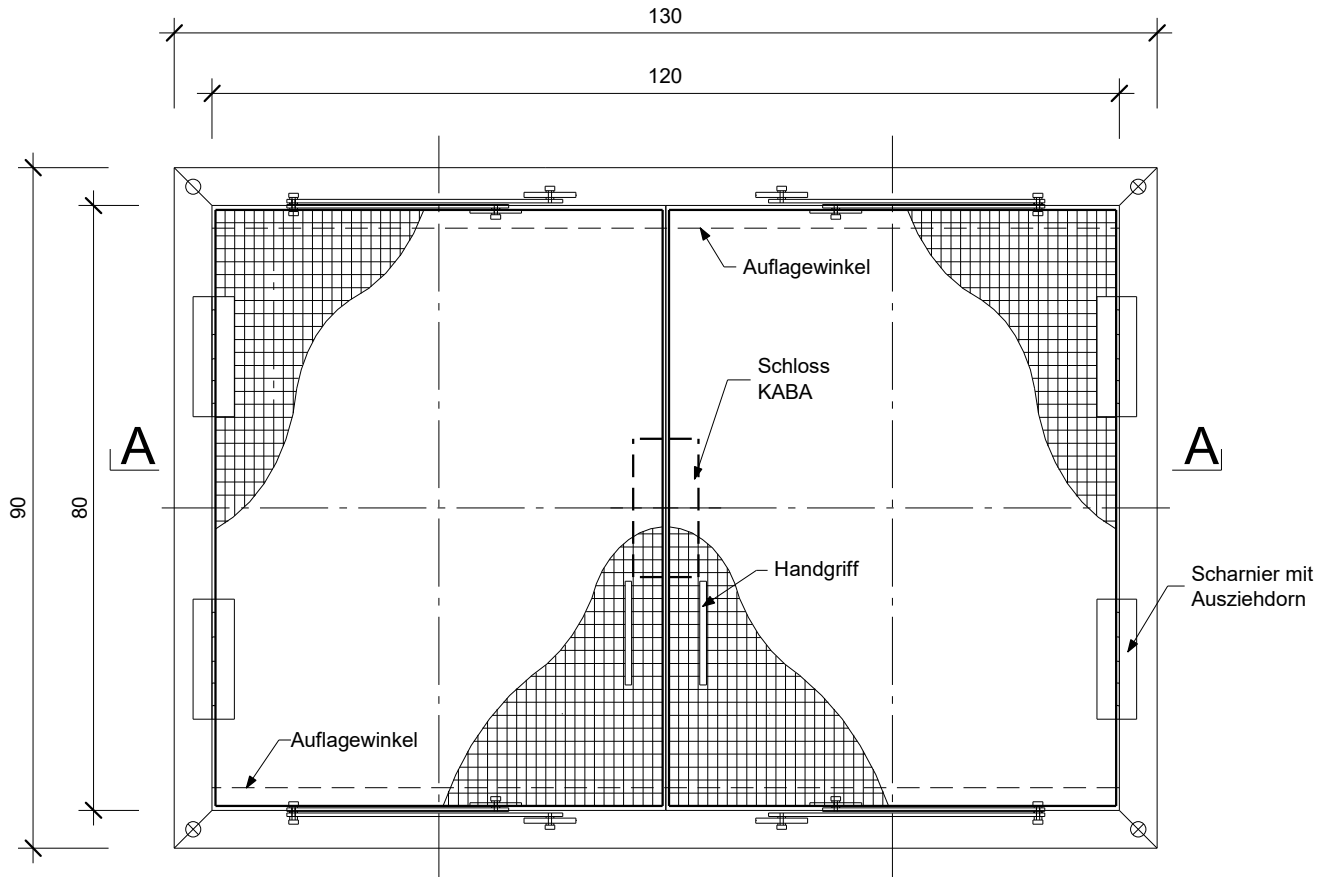 130
120
Auflagewinkel
Schloss
KABA
A
A
90
80
Handgriff
Scharnier mit
Ausziehdorn
Auflagewinkel